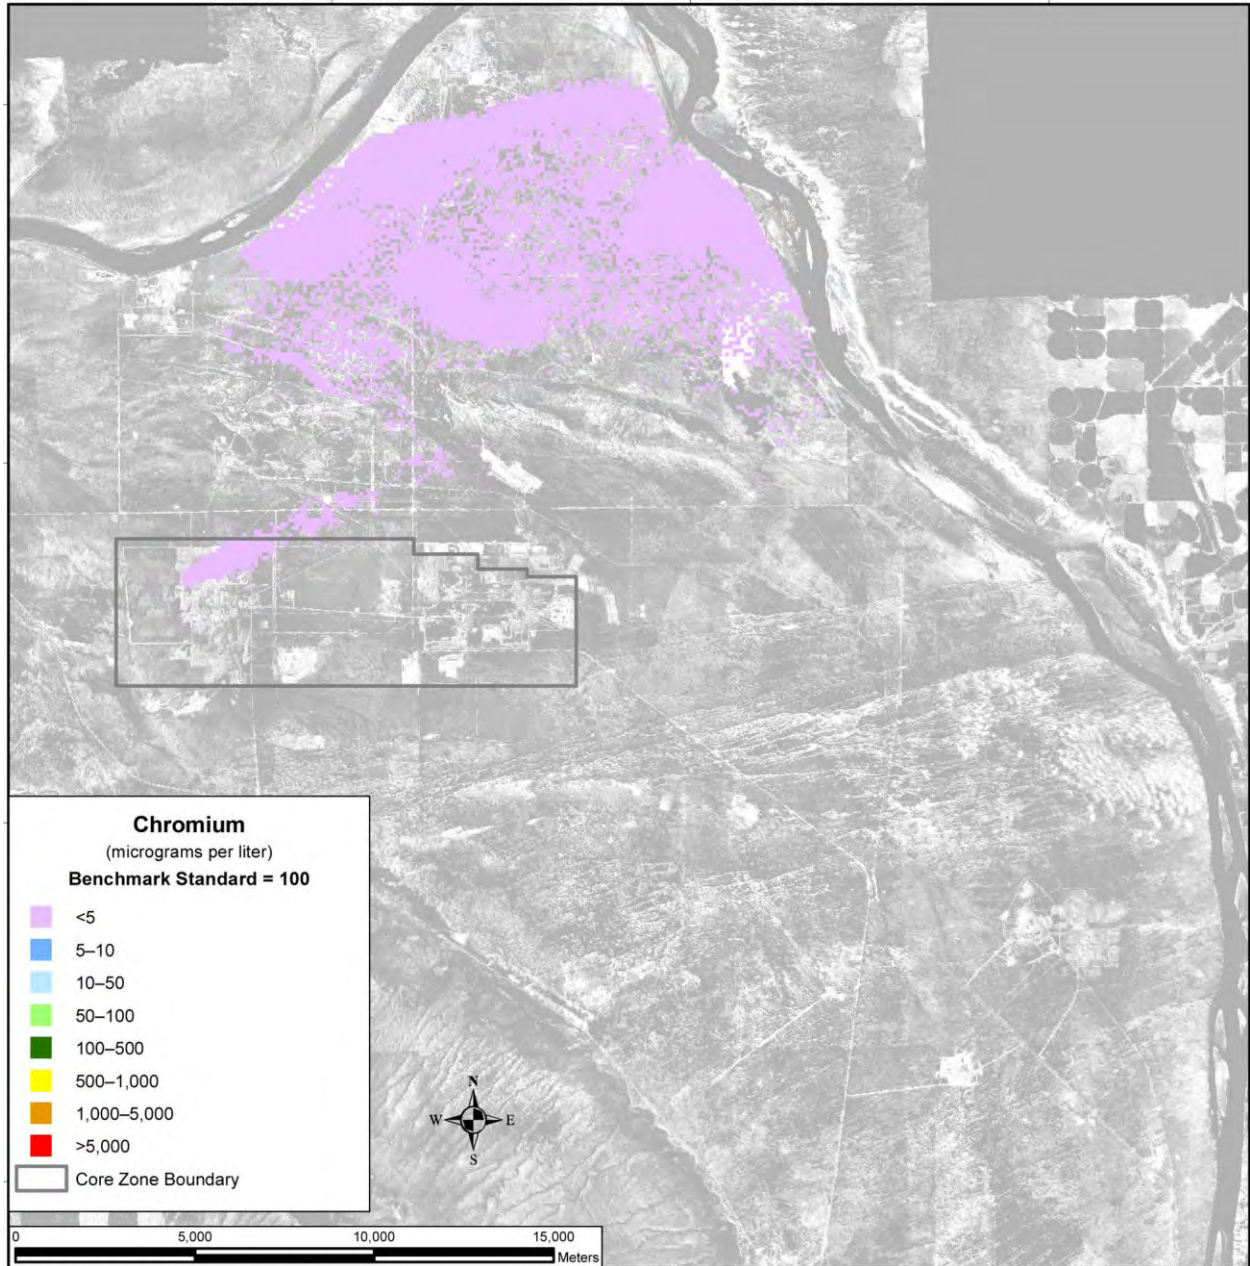 Chromium
(micrograms per liter)
Benchmark Standard = 100
<5
5–10
10–50
50–100
100–500
500–1,000
1,000–5,000
>5,000
Core Zone Boundary
N
W E
S
0 5,000 10,000 15,000
Meters